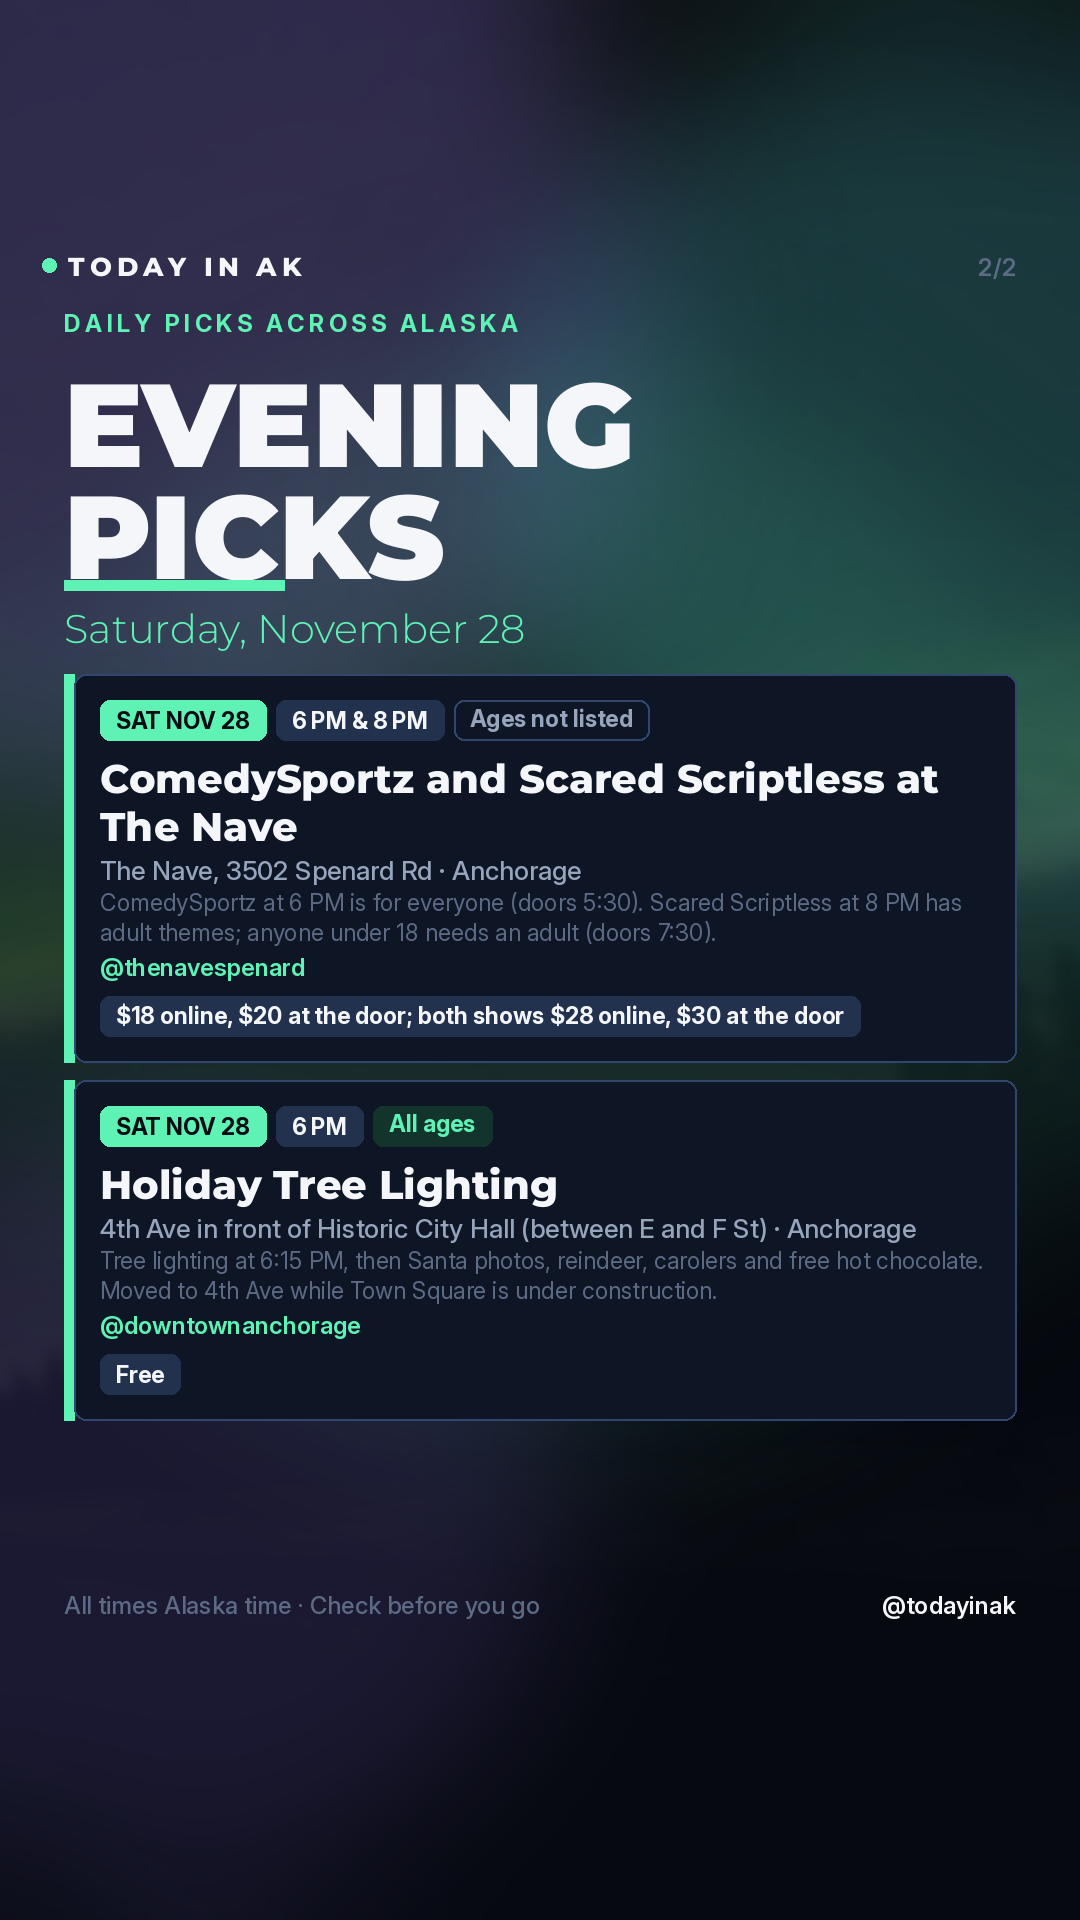 TODAY IN AK
2/2
DAILY PICKS ACROSS ALASKA
EVENING
PICKS
Saturday, November 28
SAT NOV 28
6 PM & 8 PM
Ages not listed
ComedySportz and Scared Scriptless at
The Nave
The Nave, 3502 Spenard Rd · Anchorage
ComedySportz at 6 PM is for everyone (doors 5:30). Scared Scriptless at 8 PM has
adult themes; anyone under 18 needs an adult (doors 7:30).
@thenavespenard
$18 online, $20 at the door; both shows $28 online, $30 at the door
SAT NOV 28
6 PM
All ages
Holiday Tree Lighting
4th Ave in front of Historic City Hall (between E and F St) · Anchorage
Tree lighting at 6:15 PM, then Santa photos, reindeer, carolers and free hot chocolate.
Moved to 4th Ave while Town Square is under construction.
@downtownanchorage
Free
All times Alaska time · Check before you go
@todayinak